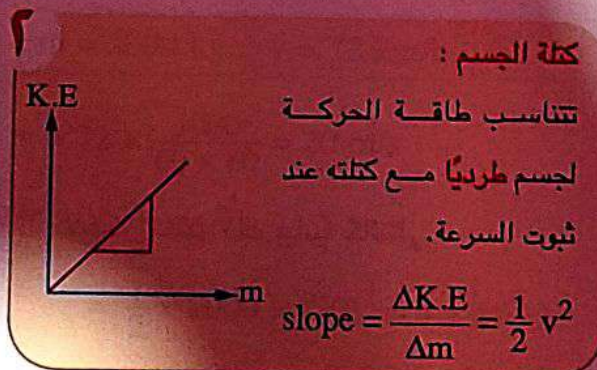 ٢
كتلة الجسم :
تتناسب طاقة الحركة
لجسم طرديًا مع كتلته عند
ثبوت السرعة.
K.E
m
slope = ΔK.E / Δm = 1/2 v²